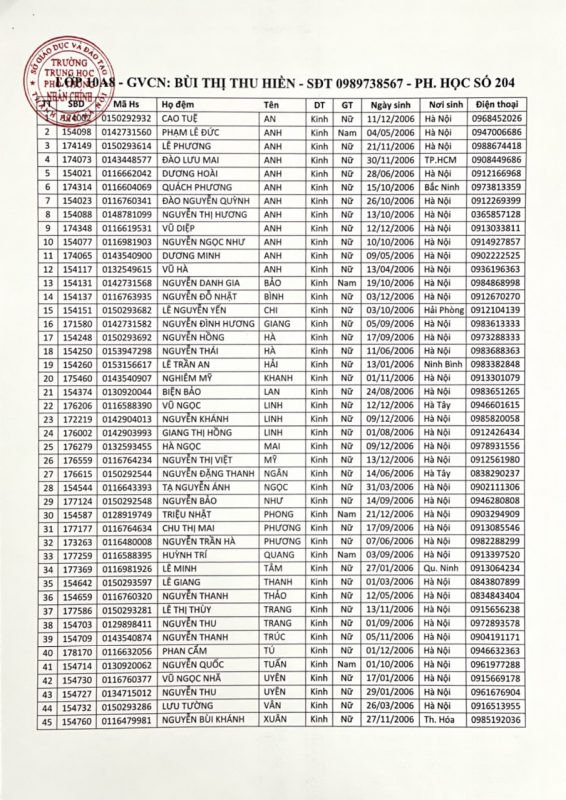 SỞ GIÁO DỤC VÀ ĐÀO TẠO
TRƯỜNG
TRUNG HỌC
PHỔ THÔNG
NHÂN CHÍNH
LỚP 10A8 - GVCN: BÙI THỊ THU HIỀN - SĐT 0989738567 - PH. HỌC SỐ 204
TT SBD Mã Hs Họ đệm Tên DT GT Ngày sinh Nơi sinh Điện thoại
0150292932 CAO TUỆ AN Kinh Nữ 11/12/2006 Hà Nội 0968452026
2 154098 0142731560 PHẠM LÊ ĐỨC ANH Kinh Nam 04/05/2006 Hà Nội 0947006686
3 174149 0150293614 LÊ PHƯƠNG ANH Kinh Nữ 21/11/2006 Hà Nội 0988674418
4 174073 0143448577 ĐÀO LƯU MAI ANH Kinh Nữ 30/11/2006 TP.HCM 0908449686
5 154021 0116662042 DƯƠNG HOÀI ANH Kinh Nữ 28/06/2006 Hà Nội 0912166968
6 174314 0116604069 QUÁCH PHƯƠNG ANH Kinh Nữ 15/10/2006 Bắc Ninh 0973813359
7 154023 0116760341 ĐÀO NGUYỄN QUỲNH ANH Kinh Nữ 26/10/2006 Hà Nội 0912269399
8 154088 0148781099 NGUYỄN THỊ HƯƠNG ANH Kinh Nữ 13/10/2006 Hà Nội 0365857128
9 174348 0116619531 VŨ DIỆP ANH Kinh Nữ 12/12/2006 Hà Nội 0913033811
10 154077 0116981903 NGUYỄN NGỌC NHƯ ANH Kinh Nữ 10/10/2006 Hà Nội 0914927857
11 174065 0143540900 DƯƠNG MINH ANH Kinh Nữ 09/05/2006 Hà Nội 0902222525
12 154117 0132549615 VŨ HÀ ANH Kinh Nữ 13/04/2006 Hà Nội 0936196363
13 154131 0142731568 NGUYỄN DANH GIA BẢO Kinh Nam 19/10/2006 Hà Nội 0984868998
14 154137 0116763935 NGUYỄN ĐỖ NHẬT BÌNH Kinh Nữ 03/12/2006 Hà Nội 0912670270
15 154151 0150293682 LÊ NGUYỄN YẾN CHI Kinh Nữ 03/10/2006 Hải Phòng 0912104139
16 171580 0142731582 NGUYỄN ĐÌNH HƯƠNG GIANG Kinh Nữ 05/09/2006 Hà Nội 0983613333
17 154248 0150293692 NGUYỄN HỒNG HÀ Kinh Nữ 17/09/2006 Hà Nội 0973288333
18 154250 0153947298 NGUYỄN THÁI HÀ Kinh Nữ 11/06/2006 Hà Nội 0983688363
19 154260 0153156617 LÊ TRẦN AN HẢI Kinh Nữ 13/01/2006 Ninh Bình 0983382848
20 175460 0143540907 NGHIÊM MỸ KHANH Kinh Nữ 01/11/2006 Hà Nội 0913301079
21 154374 0130920044 BIỆN BẢO LAN Kinh Nữ 24/08/2006 Hà Nội 0983651265
22 176206 0116588390 VŨ NGỌC LINH Kinh Nữ 12/12/2006 Hà Tây 0946601615
23 172219 0142904013 NGUYỄN KHÁNH LINH Kinh Nữ 09/12/2006 Hà Nội 0985820058
24 176002 0142903993 GIANG THỊ HỒNG LINH Kinh Nữ 01/08/2006 Hà Nội 0912426434
25 176279 0132593455 HÀ NGỌC MAI Kinh Nữ 09/12/2006 Hà Nội 0978931556
26 176559 0116764234 NGUYỄN THỊ VIỆT MỸ Kinh Nữ 13/12/2006 Hà Nội 0912561980
27 176615 0150292544 NGUYỄN ĐẶNG THANH NGÂN Kinh Nữ 14/06/2006 Hà Tây 0838290237
28 154544 0116643393 TẠ NGUYỄN ÁNH NGỌC Kinh Nữ 31/03/2006 Hà Nội 0902111306
29 177124 0150292548 NGUYỄN BẢO NHƯ Kinh Nữ 14/09/2006 Hà Nội 0946280808
30 154587 0128919749 TRIỆU NHẬT PHONG Kinh Nam 21/12/2006 Hà Nội 0903294909
31 177177 0116764634 CHU THỊ MAI PHƯƠNG Kinh Nữ 17/09/2006 Hà Nội 0913085546
32 173263 0116480008 NGUYỄN TRẦN HÀ PHƯƠNG Kinh Nữ 07/06/2006 Hà Nội 0982288299
33 177259 0116588395 HUỲNH TRÍ QUANG Kinh Nam 03/09/2006 Hà Nội 0913397520
34 177369 0116981926 LÊ MINH TÂM Kinh Nữ 27/01/2006 Qu. Ninh 0913064234
35 154642 0150293597 LÊ GIANG THANH Kinh Nữ 01/03/2006 Hà Nội 0843807899
36 154659 0116760320 NGUYỄN THANH THẢO Kinh Nữ 12/05/2006 Hà Nội 0834843404
37 177586 0150293281 LÊ THỊ THÙY TRANG Kinh Nữ 13/11/2006 Hà Nội 0915656238
38 154703 0129898411 NGUYỄN THU TRANG Kinh Nữ 01/09/2006 Hà Nội 0972893578
39 154709 0143540874 NGUYỄN THANH TRÚC Kinh Nữ 05/11/2006 Hà Nội 0904191171
40 178170 0116632056 PHAN CẨM TÚ Kinh Nữ 01/12/2006 Hà Nội 0946632363
41 154714 0130920062 NGUYỄN QUỐC TUẤN Kinh Nam 01/10/2006 Hà Nội 0961977288
42 154730 0116760377 VŨ NGỌC NHÃ UYÊN Kinh Nữ 17/01/2006 Hà Nội 0915669178
43 154727 0134715012 NGUYỄN THU UYÊN Kinh Nữ 29/01/2006 Hà Nội 0961676904
44 154732 0150293286 LƯU TƯỜNG VÂN Kinh Nữ 26/03/2006 Hà Nội 0916513955
45 154760 0116479981 NGUYỄN BÙI KHÁNH XUÂN Kinh Nữ 27/11/2006 Th. Hóa 0985192036